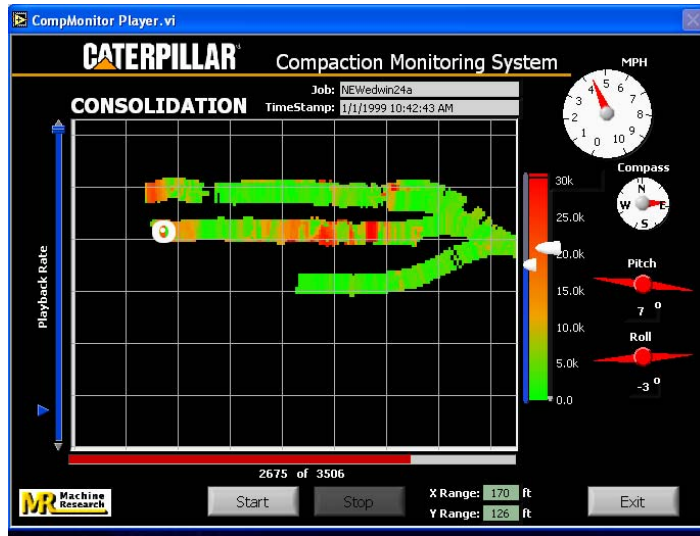 CompMonitor Player.vi
CATERPILLAR Compaction Monitoring System
Job: NEWedwin24a
CONSOLIDATION TimeStamp: 1/1/1999 10:42:43 AM
MPH
0 1 2 3 4 5 6 7 8 9 10
Compass
N
W E
S
30k
25.0k
20.0k
15.0k
10.0k
5.0k
0.0
Pitch
7 °
Roll
-3 °
Playback Rate
2675 of 3506
MR Machine Research
Start
Stop
X Range: 170 ft
Y Range: 126 ft
Exit